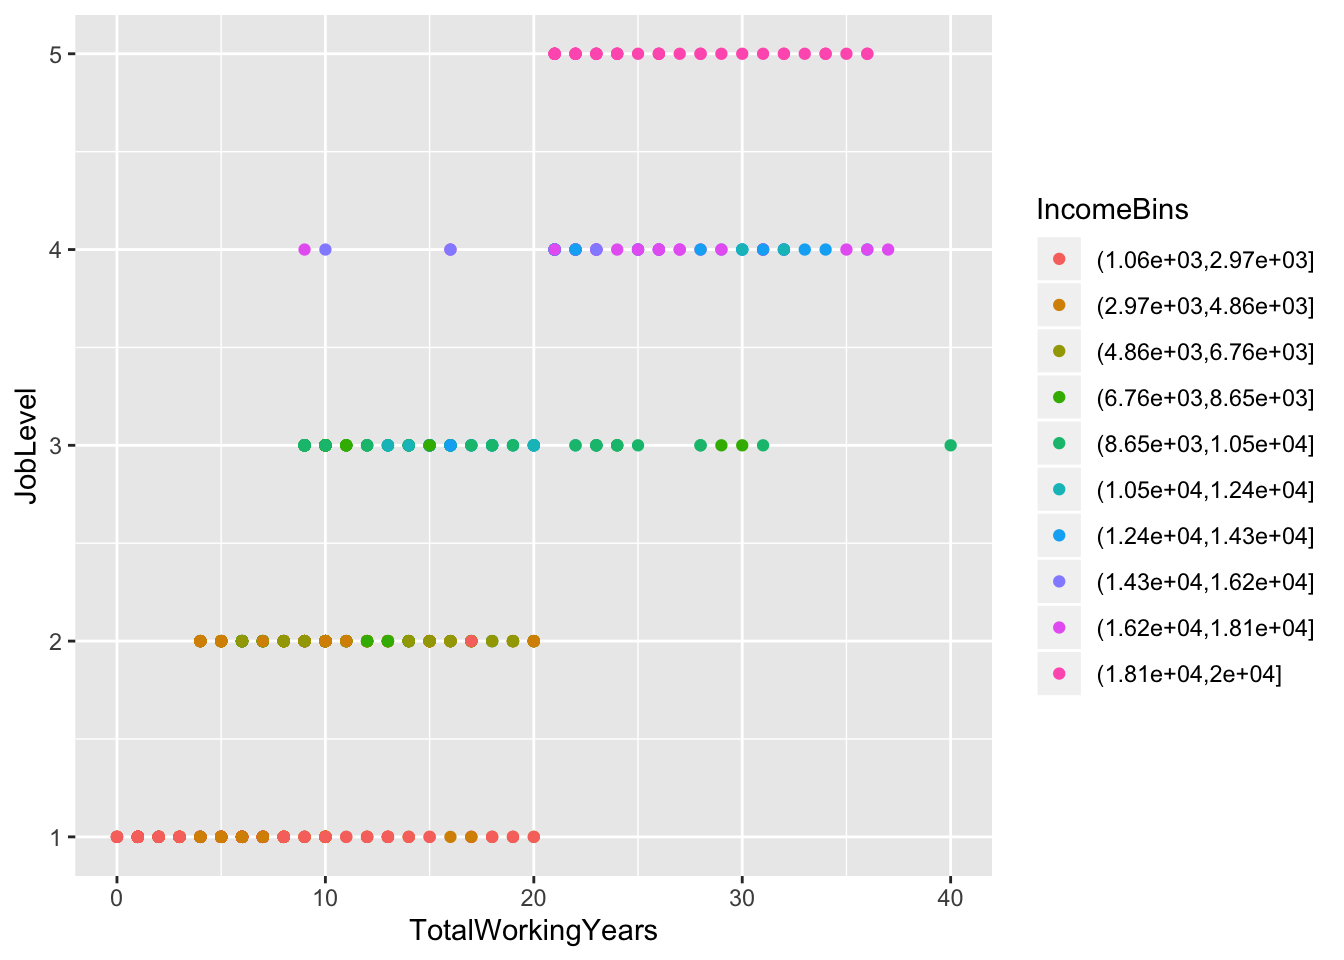 5
4
3
2
1
0 10 20 30 40
TotalWorkingYears
JobLevel
IncomeBins
(1.06e+03,2.97e+03]
(2.97e+03,4.86e+03]
(4.86e+03,6.76e+03]
(6.76e+03,8.65e+03]
(8.65e+03,1.05e+04]
(1.05e+04,1.24e+04]
(1.24e+04,1.43e+04]
(1.43e+04,1.62e+04]
(1.62e+04,1.81e+04]
(1.81e+04,2e+04]